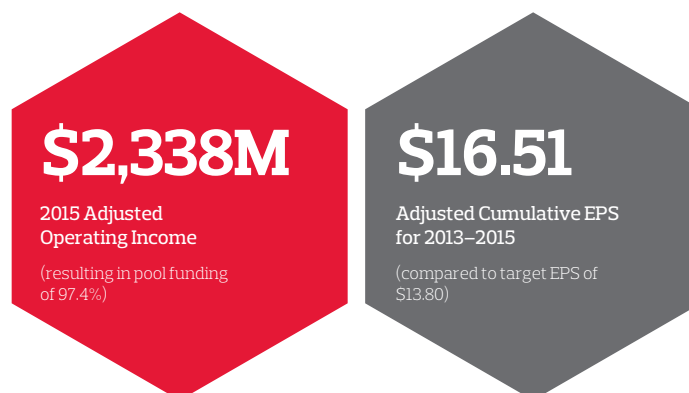 $2,338M
2015 Adjusted
Operating Income
(resulting in pool funding
of 97.4%)
$16.51
Adjusted Cumulative EPS
for 2013–2015
(compared to target EPS of
$13.80)